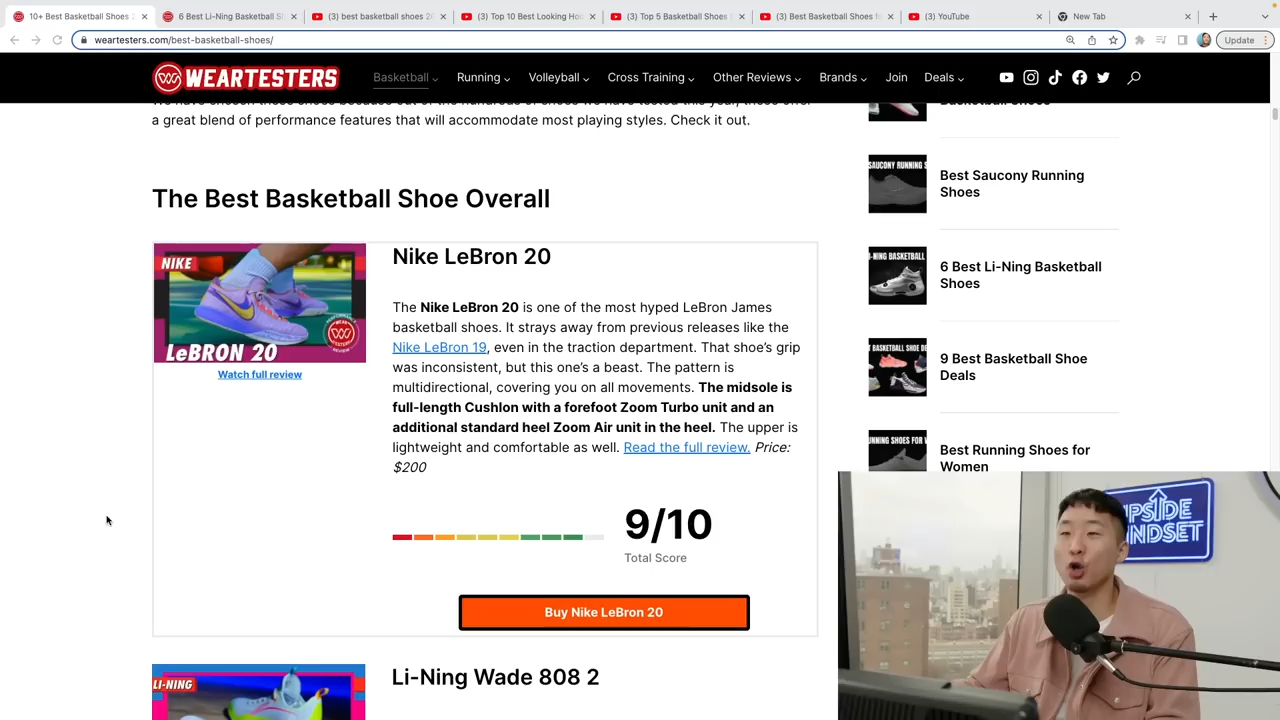 10+ Best Basketball Shoes
6 Best Li-Ning Basketball Sh
(3) best basketball shoes 20
(3) Top 10 Best Looking Hoo
(3) Top 5 Basketball Shoes
(3) Best Basketball Shoes f
(3) YouTube
New Tab
weartesters.com/best-basketball-shoes/
Update
WEARTESTERS
Basketball
Running
Volleyball
Cross Training
Other Reviews
Brands
Join
Deals
a great blend of performance features that will accommodate most playing styles. Check it out.
The Best Basketball Shoe Overall
NIKE
LeBRON 20
Watch full review
Nike LeBron 20
The Nike LeBron 20 is one of the most hyped LeBron James
basketball shoes. It strays away from previous releases like the
Nike LeBron 19, even in the traction department. That shoe's grip
was inconsistent, but this one's a beast. The pattern is
multidirectional, covering you on all movements. The midsole is
full-length Cushlon with a forefoot Zoom Turbo unit and an
additional standard heel Zoom Air unit in the heel. The upper is
lightweight and comfortable as well. Read the full review. Price:
$200
9/10
Total Score
Buy Nike LeBron 20
LI-NING
Li-Ning Wade 808 2
Basketball Shoes
SAUCONY RUNNING S
Best Saucony Running
Shoes
I-NING BASKETBALL
6 Best Li-Ning Basketball
Shoes
T BASKETBALL SHOE DE
9 Best Basketball Shoe
Deals
UNNING SHOES FOR W
Best Running Shoes for
Women
PSIDE
NDSET